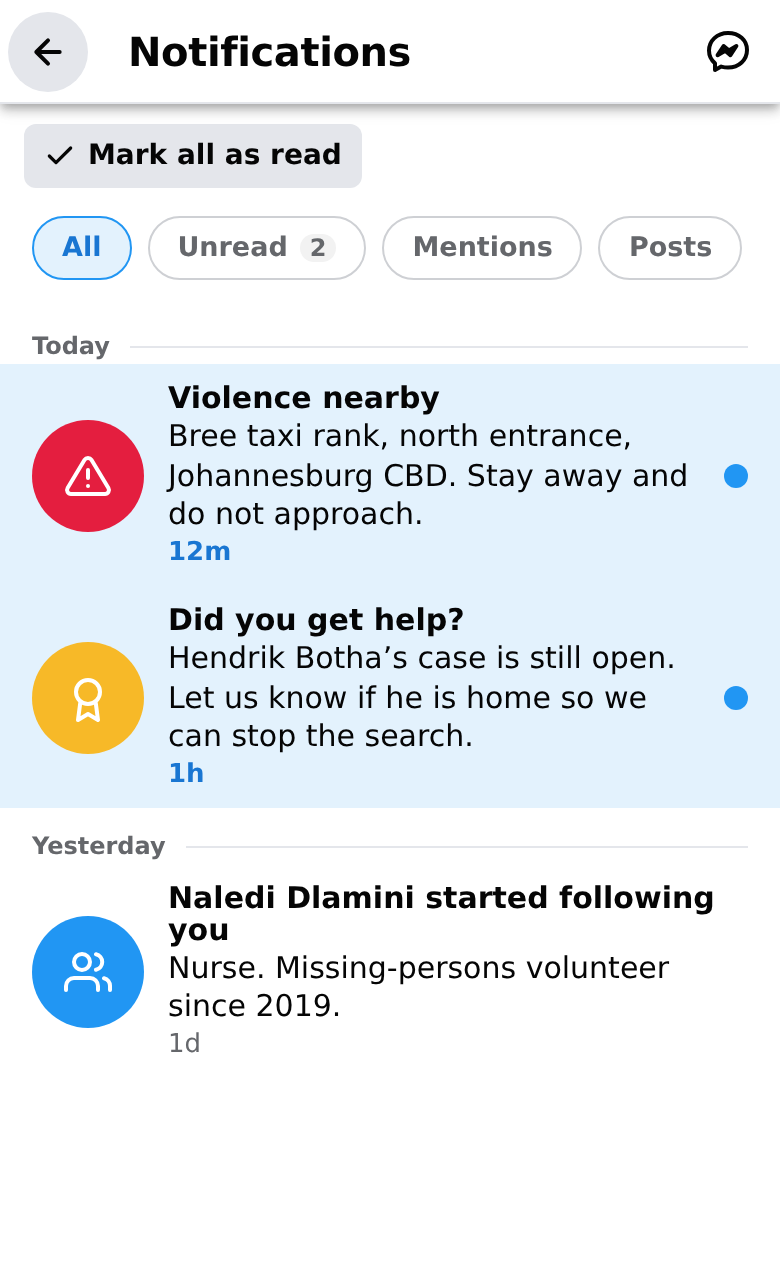 Notifications
Mark all as read
All
Unread 2
Mentions
Posts
Today
Violence nearby
Bree taxi rank, north entrance,
Johannesburg CBD. Stay away and
do not approach.
12m
Did you get help?
Hendrik Botha’s case is still open.
Let us know if he is home so we
can stop the search.
1h
Yesterday
Naledi Dlamini started following
you
Nurse. Missing-persons volunteer
since 2019.
1d